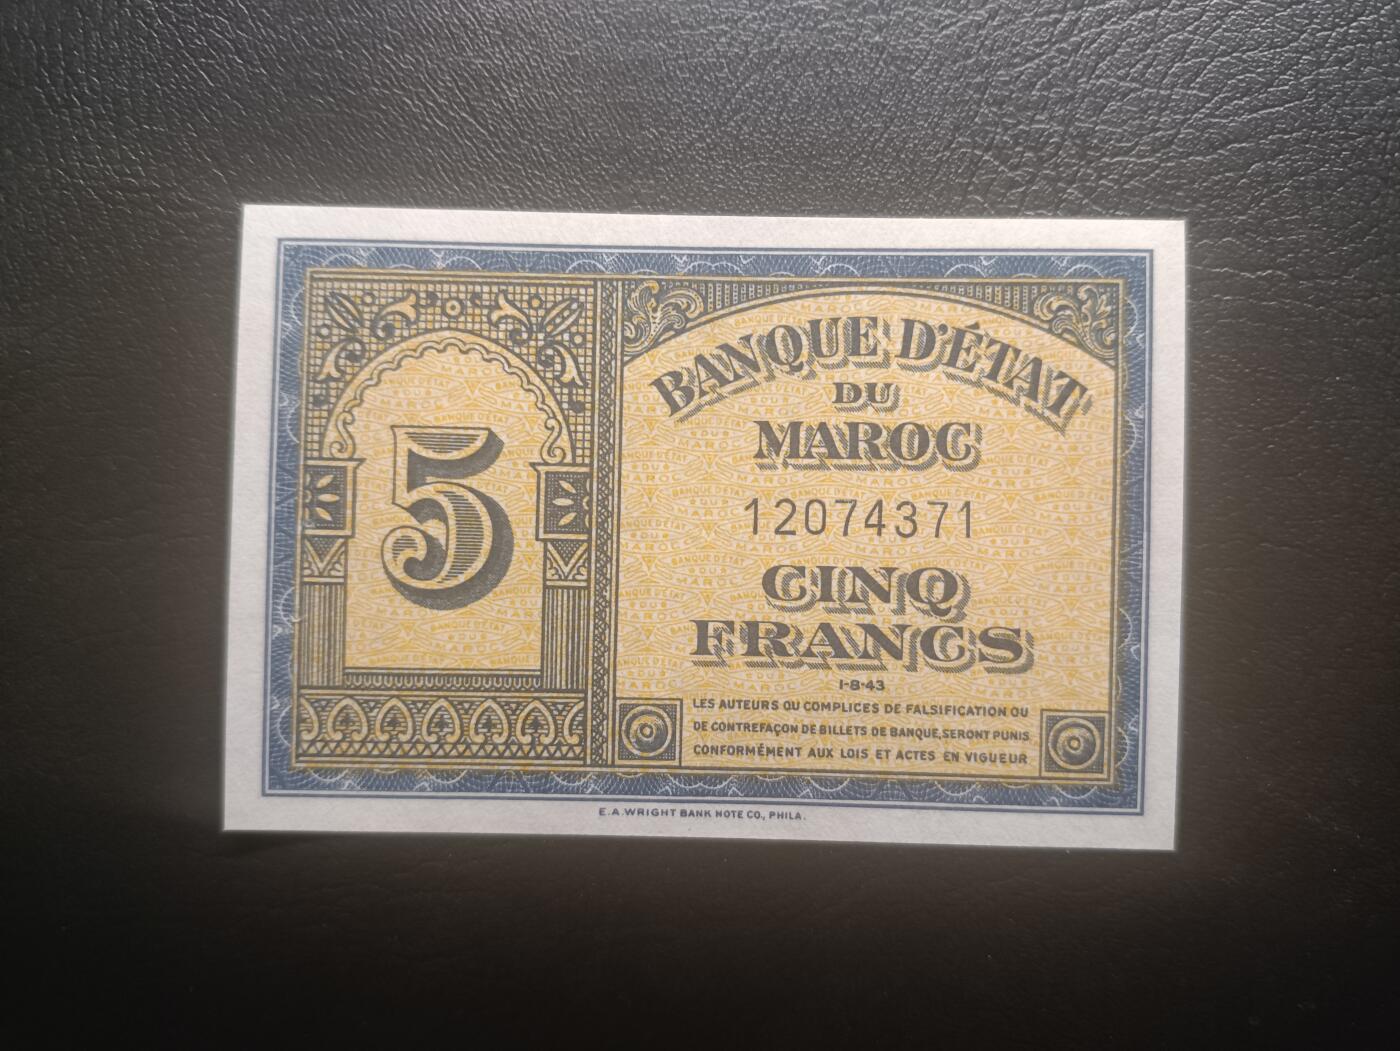 5
BANQUE D'ÉTAT
DU
MAROC
12074371
CINQ
FRANCS
1-8-43
LES AUTEURS OU COMPLICES DE FALSIFICATION OU
DE CONTREFAÇON DE BILLETS DE BANQUE, SERONT PUNIS
CONFORMÉMENT AUX LOIS ET ACTES EN VIGUEUR
E.A. WRIGHT BANK NOTE CO., PHILA.